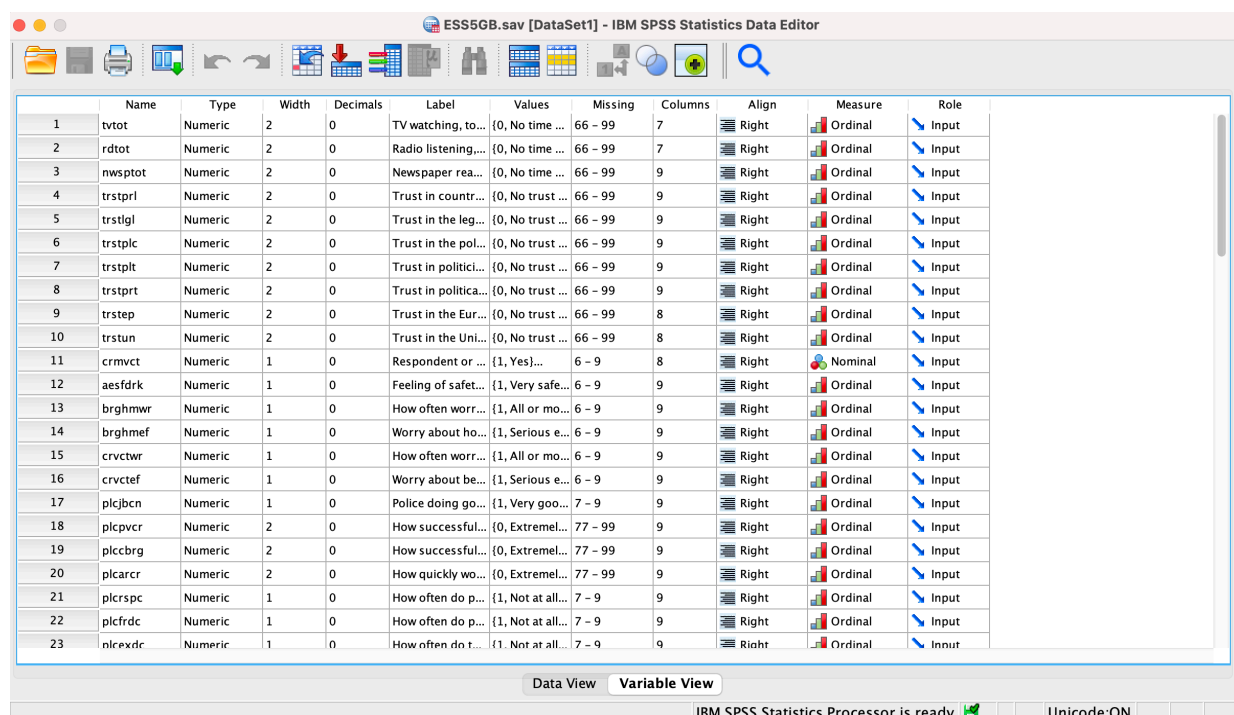 ESS5GB.sav [DataSet1] - IBM SPSS Statistics Data Editor
Name Type Width Decimals Label Values Missing Columns Align Measure Role
1 tvtot Numeric 2 0 TV watching, to... {0, No time ... 66 - 99 7 Right Ordinal Input
2 rdtot Numeric 2 0 Radio listening,... {0, No time ... 66 - 99 7 Right Ordinal Input
3 nwsptot Numeric 2 0 Newspaper rea... {0, No time ... 66 - 99 9 Right Ordinal Input
4 trstprl Numeric 2 0 Trust in countr... {0, No trust ... 66 - 99 9 Right Ordinal Input
5 trstlgl Numeric 2 0 Trust in the leg... {0, No trust ... 66 - 99 9 Right Ordinal Input
6 trstplc Numeric 2 0 Trust in the pol... {0, No trust ... 66 - 99 9 Right Ordinal Input
7 trstplt Numeric 2 0 Trust in politici... {0, No trust ... 66 - 99 9 Right Ordinal Input
8 trstprt Numeric 2 0 Trust in politica... {0, No trust ... 66 - 99 9 Right Ordinal Input
9 trstep Numeric 2 0 Trust in the Eur... {0, No trust ... 66 - 99 8 Right Ordinal Input
10 trstun Numeric 2 0 Trust in the Uni... {0, No trust ... 66 - 99 8 Right Ordinal Input
11 crmvct Numeric 1 0 Respondent or ... {1, Yes}... 6 - 9 8 Right Nominal Input
12 aesfdrk Numeric 1 0 Feeling of safet... {1, Very safe... 6 - 9 9 Right Ordinal Input
13 brghmwr Numeric 1 0 How often worr... {1, All or mo... 6 - 9 9 Right Ordinal Input
14 brghmef Numeric 1 0 Worry about ho... {1, Serious e... 6 - 9 9 Right Ordinal Input
15 crvctwr Numeric 1 0 How often worr... {1, All or mo... 6 - 9 9 Right Ordinal Input
16 crvctef Numeric 1 0 Worry about be... {1, Serious e... 6 - 9 9 Right Ordinal Input
17 plcjbcn Numeric 1 0 Police doing go... {1, Very goo... 7 - 9 9 Right Ordinal Input
18 plcpvcr Numeric 2 0 How successful... {0, Extremel... 77 - 99 9 Right Ordinal Input
19 plccbrg Numeric 2 0 How successful... {0, Extremel... 77 - 99 9 Right Ordinal Input
20 plcarcr Numeric 2 0 How quickly wo... {0, Extremel... 77 - 99 9 Right Ordinal Input
21 plcrspc Numeric 1 0 How often do p... {1, Not at all... 7 - 9 9 Right Ordinal Input
22 plcfrdc Numeric 1 0 How often do p... {1, Not at all... 7 - 9 9 Right Ordinal Input
23 plcexdc Numeric 1 0 How often do t... {1, Not at all... 7 - 9 9 Right Ordinal Input
Data View Variable View
IBM SPSS Statistics Processor is ready Unicode:ON